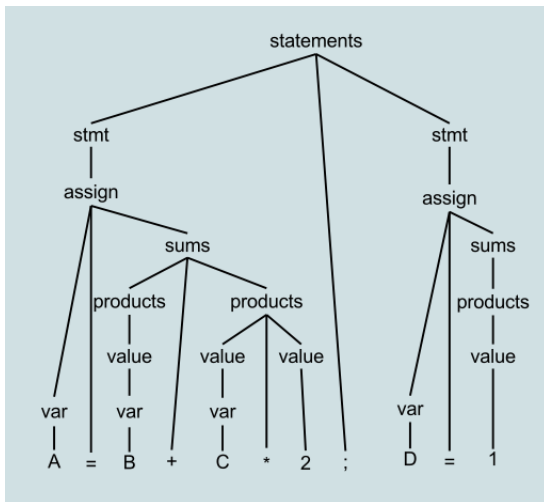 statements
stmt stmt
assign assign
sums sums
products products products
value value value value
var var var var
A = B + C * 2 ; D = 1